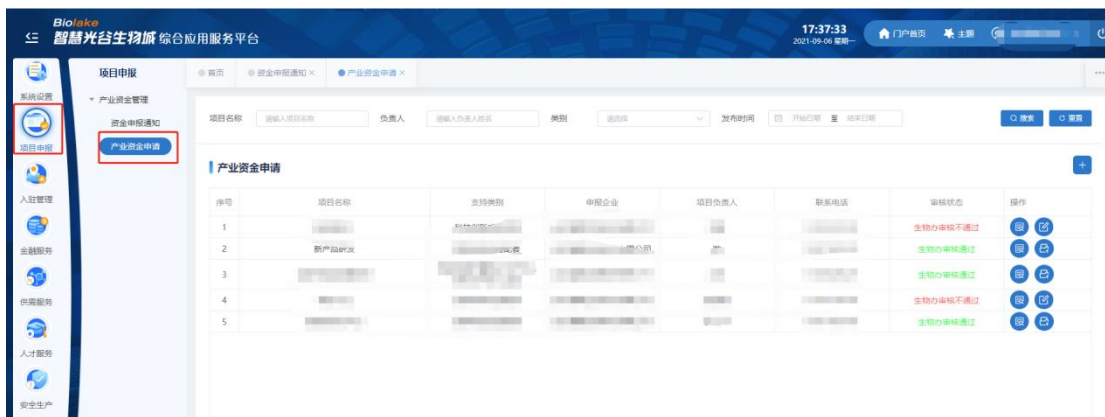 Biolake
智慧光谷生物城 综合应用服务平台
17:37:33
2021-09-06 星期一
门户首页 主题
系统设置
项目申报
入驻管理
金融服务
供需服务
人才服务
安全生产
项目申报
产业资金管理
资金申报通知
产业资金申请
首页 资金申报通知 × 产业资金申请 ×
项目名称 请输入项目名称 负责人 请输入负责人姓名 类别 请选择 发布时间 开始日期 至 结束日期 搜索 重置
产业资金申请 +
序号 项目名称 支持类别 申报企业 项目负责人 联系电话 审核状态 操作
1 生物办审核不通过
2 新产品研发 生物办审核通过
3 生物办审核通过
4 生物办审核不通过
5 生物办审核通过